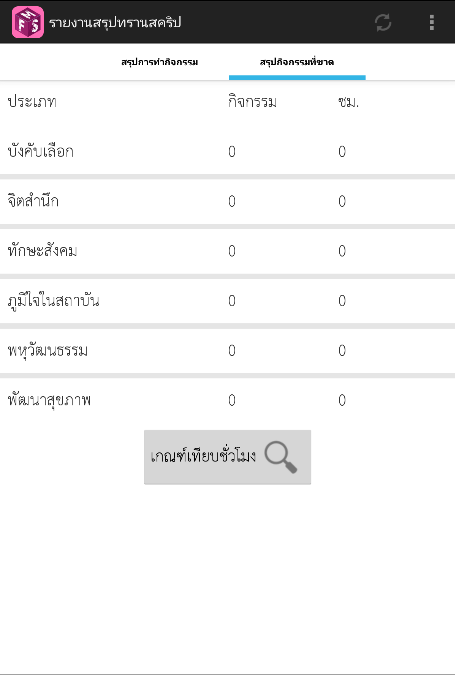 FMS รายงานสรุปทรานสคริป
สรุปการทำกิจกรรม สรุปกิจกรรมที่ขาด
ประเภท กิจกรรม ชม.
บังคับเลือก 0 0
จิตสำนึก 0 0
ทักษะสังคม 0 0
ภูมิใจในสถาบัน 0 0
พหุวัฒนธรรม 0 0
พัฒนาสุขภาพ 0 0
เกณฑ์เทียบชั่วโมง